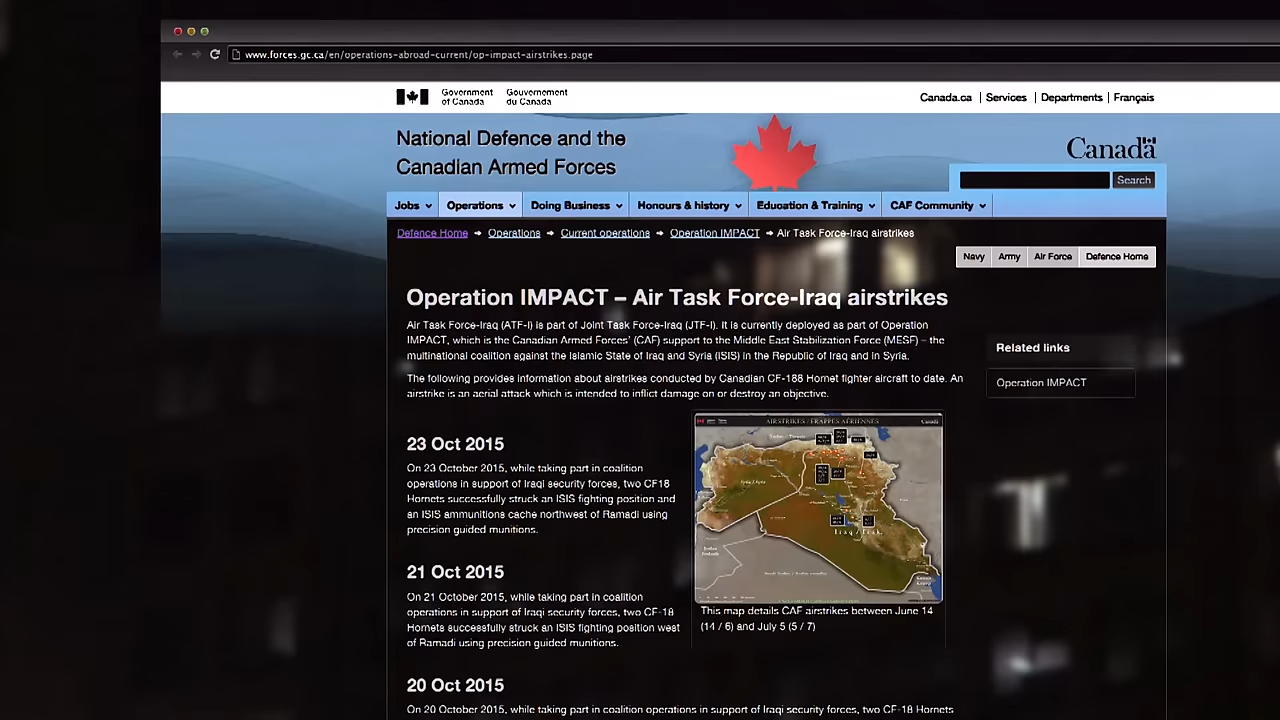 www.forces.gc.ca/en/operations-abroad-current/op-impact-airstrikes.page
Government of Canada
Gouvernement du Canada
Canada.ca | Services | Departments | Français
National Defence and the
Canadian Armed Forces
Canada
Search
Jobs
Operations
Doing Business
Honours & history
Education & Training
CAF Community
Defence Home → Operations → Current operations → Operation IMPACT → Air Task Force-Iraq airstrikes
Navy
Army
Air Force
Defence Home
Operation IMPACT – Air Task Force-Iraq airstrikes
Air Task Force-Iraq (ATF-I) is part of Joint Task Force-Iraq (JTF-I). It is currently deployed as part of Operation
IMPACT, which is the Canadian Armed Forces' (CAF) support to the Middle East Stabilization Force (MESF) – the
multinational coalition against the Islamic State of Iraq and Syria (ISIS) in the Republic of Iraq and in Syria.
The following provides information about airstrikes conducted by Canadian CF-188 Hornet fighter aircraft to date. An
airstrike is an aerial attack which is intended to inflict damage on or destroy an objective.
Related links
Operation IMPACT
23 Oct 2015
On 23 October 2015, while taking part in coalition
operations in support of Iraqi security forces, two CF18
Hornets successfully struck an ISIS fighting position and
an ISIS ammunitions cache northwest of Ramadi using
precision guided munitions.
AIRSTRIKES / FRAPPES AÉRIENNES
Canada
This map details CAF airstrikes between June 14
(14 / 6) and July 5 (5 / 7)
21 Oct 2015
On 21 October 2015, while taking part in coalition
operations in support of Iraqi security forces, two CF-18
Hornets successfully struck an ISIS fighting position west
of Ramadi using precision guided munitions.
20 Oct 2015
On 20 October 2015, while taking part in coalition operations in support of Iraqi security forces, two CF-18 Hornets